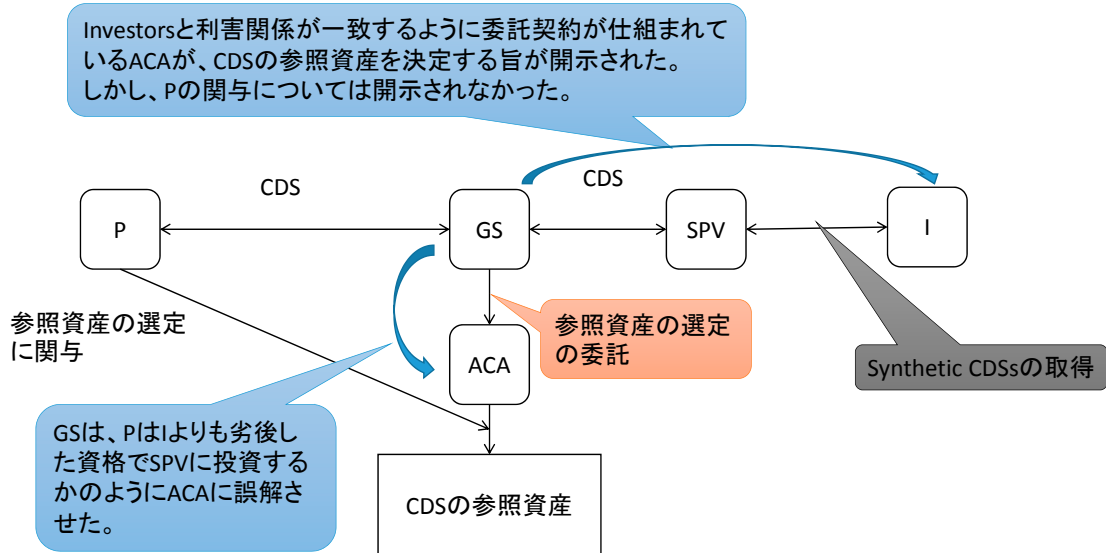 Investorsと利害関係が一致するように委託契約が仕組まれて
いるACAが、CDSの参照資産を決定する旨が開示された。
しかし、Pの関与については開示されなかった。
CDS
CDS
P
GS
SPV
I
参照資産の選定
に関与
参照資産の選定
の委託
ACA
Synthetic CDSsの取得
GSは、PはIよりも劣後し
た資格でSPVに投資する
かのようにACAに誤解さ
せた。
CDSの参照資産